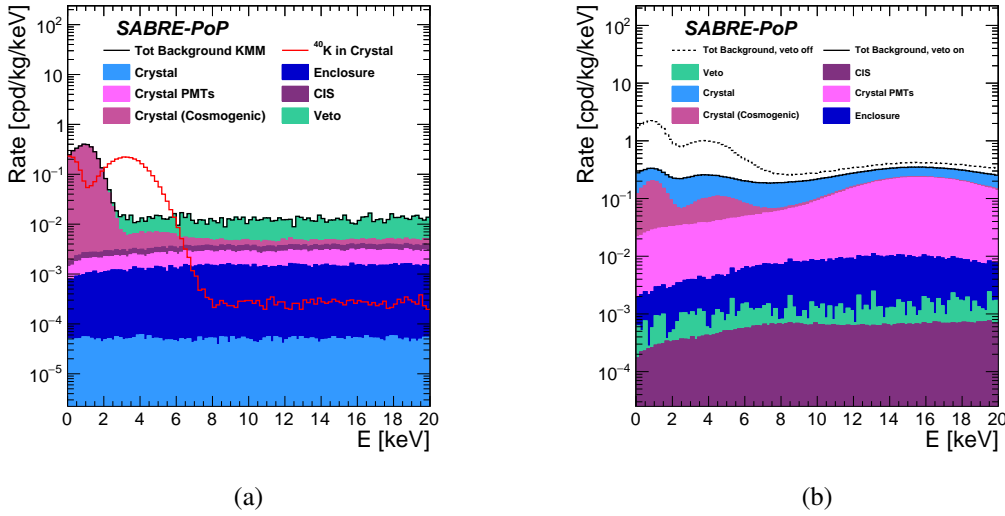 SABRE-PoP
Tot Background KMM
⁴⁰K in Crystal
Crystal
Enclosure
Crystal PMTs
CIS
Crystal (Cosmogenic)
Veto
Rate [cpd/kg/keV]
10²
10
1
10⁻¹
10⁻²
10⁻³
10⁻⁴
10⁻⁵
0 2 4 6 8 10 12 14 16 18 20
E [keV]
(a)
SABRE-PoP
Tot Background, veto off
Tot Background, veto on
Veto
CIS
Crystal
Crystal PMTs
Crystal (Cosmogenic)
Enclosure
Rate [cpd/kg/keV]
10²
10
1
10⁻¹
10⁻²
10⁻³
10⁻⁴
0 2 4 6 8 10 12 14 16 18 20
E [keV]
(b)